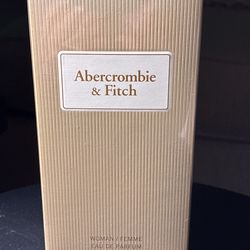 Abercrombie
& Fitch
WOMAN / FEMME
EAU DE PARFUM